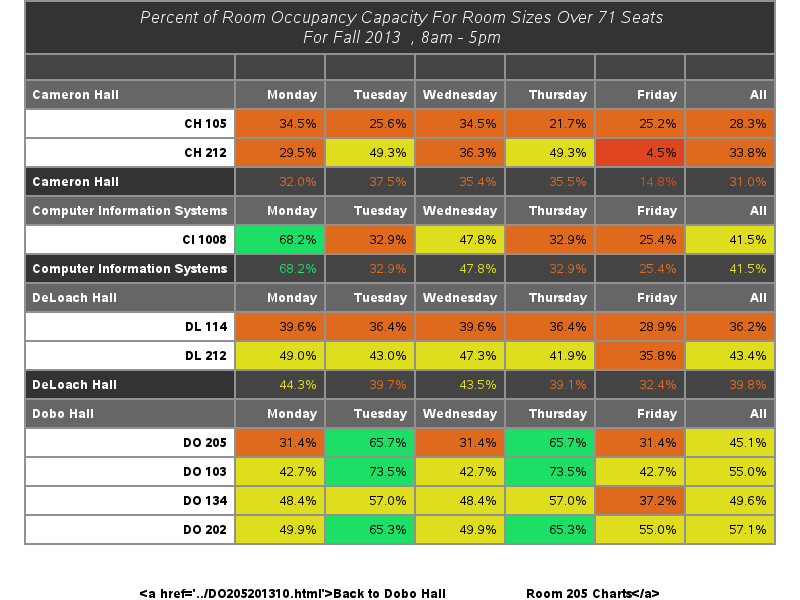 Percent of Room Occupancy Capacity For Room Sizes Over 71 Seats
For Fall 2013 , 8am - 5pm
Cameron Hall Monday Tuesday Wednesday Thursday Friday All
CH 105 34.5% 25.6% 34.5% 21.7% 25.2% 28.3%
CH 212 29.5% 49.3% 36.3% 49.3% 4.5% 33.8%
Cameron Hall 32.0% 37.5% 35.4% 35.5% 14.8% 31.0%
Computer Information Systems Monday Tuesday Wednesday Thursday Friday All
CI 1008 68.2% 32.9% 47.8% 32.9% 25.4% 41.5%
Computer Information Systems 68.2% 32.9% 47.8% 32.9% 25.4% 41.5%
DeLoach Hall Monday Tuesday Wednesday Thursday Friday All
DL 114 39.6% 36.4% 39.6% 36.4% 28.9% 36.2%
DL 212 49.0% 43.0% 47.3% 41.9% 35.8% 43.4%
DeLoach Hall 44.3% 39.7% 43.5% 39.1% 32.4% 39.8%
Dobo Hall Monday Tuesday Wednesday Thursday Friday All
DO 205 31.4% 65.7% 31.4% 65.7% 31.4% 45.1%
DO 103 42.7% 73.5% 42.7% 73.5% 42.7% 55.0%
DO 134 48.4% 57.0% 48.4% 57.0% 37.2% 49.6%
DO 202 49.9% 65.3% 49.9% 65.3% 55.0% 57.1%
<a href='../DO205201310.html'>Back to Dobo Hall Room 205 Charts</a>